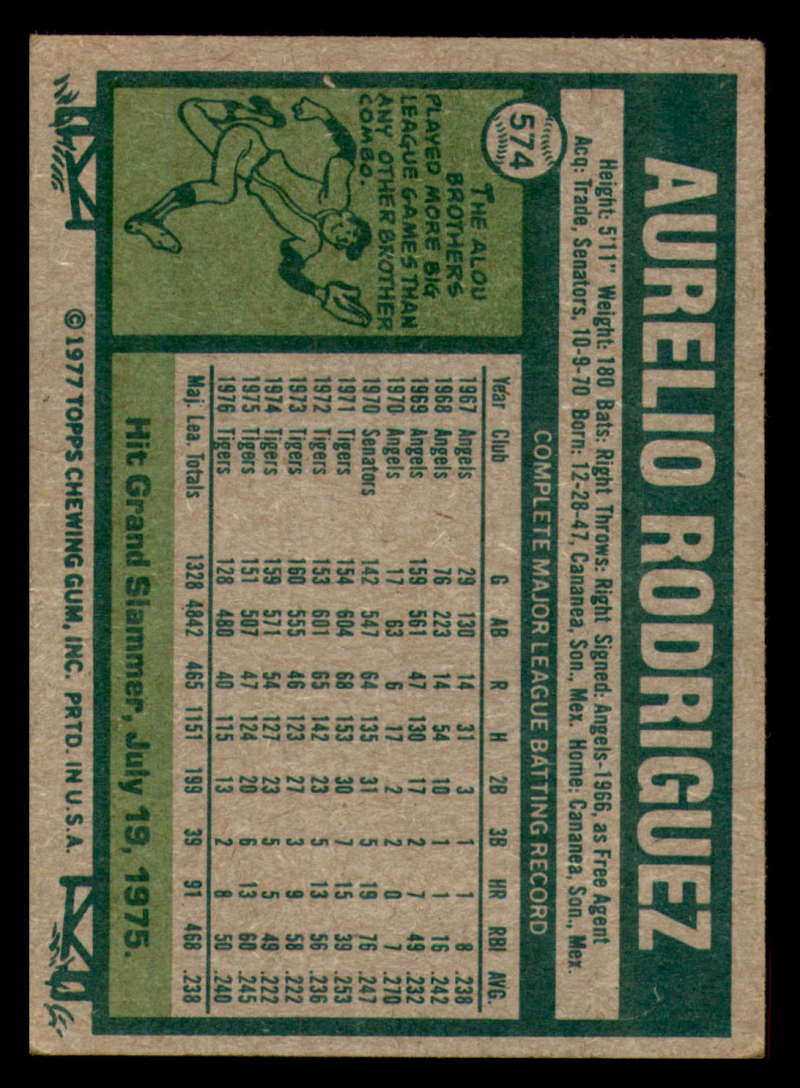 AURELIO RODRIGUEZ
Height: 5'11" Weight: 180 Bats: Right Throws: Right Signed: Angels-1966, as Free Agent
Acq: Trade, Senators, 10-9-70 Born: 12-28-47, Cananea, Son., Mex. Home: Cananea, Son., Mex.
574
THE ALOU
BROTHERS
PLAYED MORE BIG
LEAGUE GAMES THAN
ANY OTHER BROTHER
COMBO.
COMPLETE MAJOR LEAGUE BATTING RECORD
Year Club G AB R H 2B 3B HR RBI AVG.
1967 Angels 29 130 14 31 3 1 1 8 .238
1968 Angels 76 223 14 54 10 1 1 16 .242
1969 Angels 159 561 47 130 17 2 7 49 .232
1970 Angels 17 63 6 17 2 2 0 7 .270
1970 Senators 142 547 64 135 31 5 19 76 .247
1971 Tigers 154 604 68 153 30 7 15 39 .253
1972 Tigers 153 601 65 142 23 5 13 56 .236
1973 Tigers 160 555 46 123 27 3 9 58 .222
1974 Tigers 159 571 54 127 23 5 5 49 .222
1975 Tigers 151 507 47 124 20 6 13 60 .245
1976 Tigers 128 480 40 115 13 2 8 50 .240
Maj. Lea. Totals 1328 4842 465 1151 199 39 91 468 .238
Hit Grand Slammer, July 19, 1975.
© 1977 TOPPS CHEWING GUM, INC. PRTD. IN U.S.A.